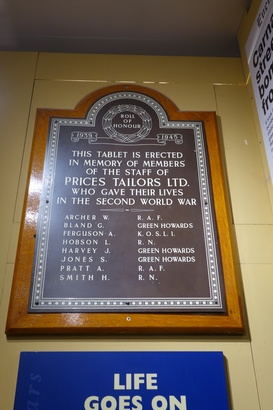 ROLL
OF
HONOUR
1939 1945
THIS TABLET IS ERECTED
IN MEMORY OF MEMBERS
OF THE STAFF OF
PRICES TAILORS LTD.
WHO GAVE THEIR LIVES
IN THE SECOND WORLD WAR
ARCHER W. R. A. F.
BLAND G. GREEN HOWARDS
FERGUSON A. K. O. S. L. I.
HOBSON L. R. N.
HARVEY J. GREEN HOWARDS
JONES S. GREEN HOWARDS
PRATT A. R. A. F.
SMITH H. R. N.
LIFE
GOES ON